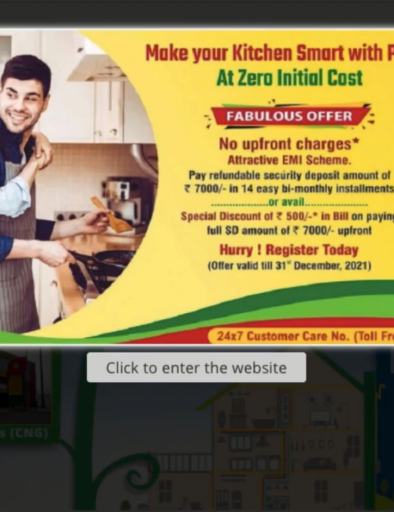 Make your Kitchen Smart with
At Zero Initial Cost
FABULOUS OFFER
No upfront charges*
Attractive EMI Scheme.
Pay refundable security deposit amount of
₹ 7000/- in 14 easy bi-monthly installments
....................or avail....................
Special Discount of ₹ 500/-* in Bill on paying
full SD amount of ₹ 7000/- upfront
Hurry ! Register Today
(Offer valid till 31st December, 2021)
24x7 Customer Care No. (Toll Fre
Click to enter the website
s (CNG)